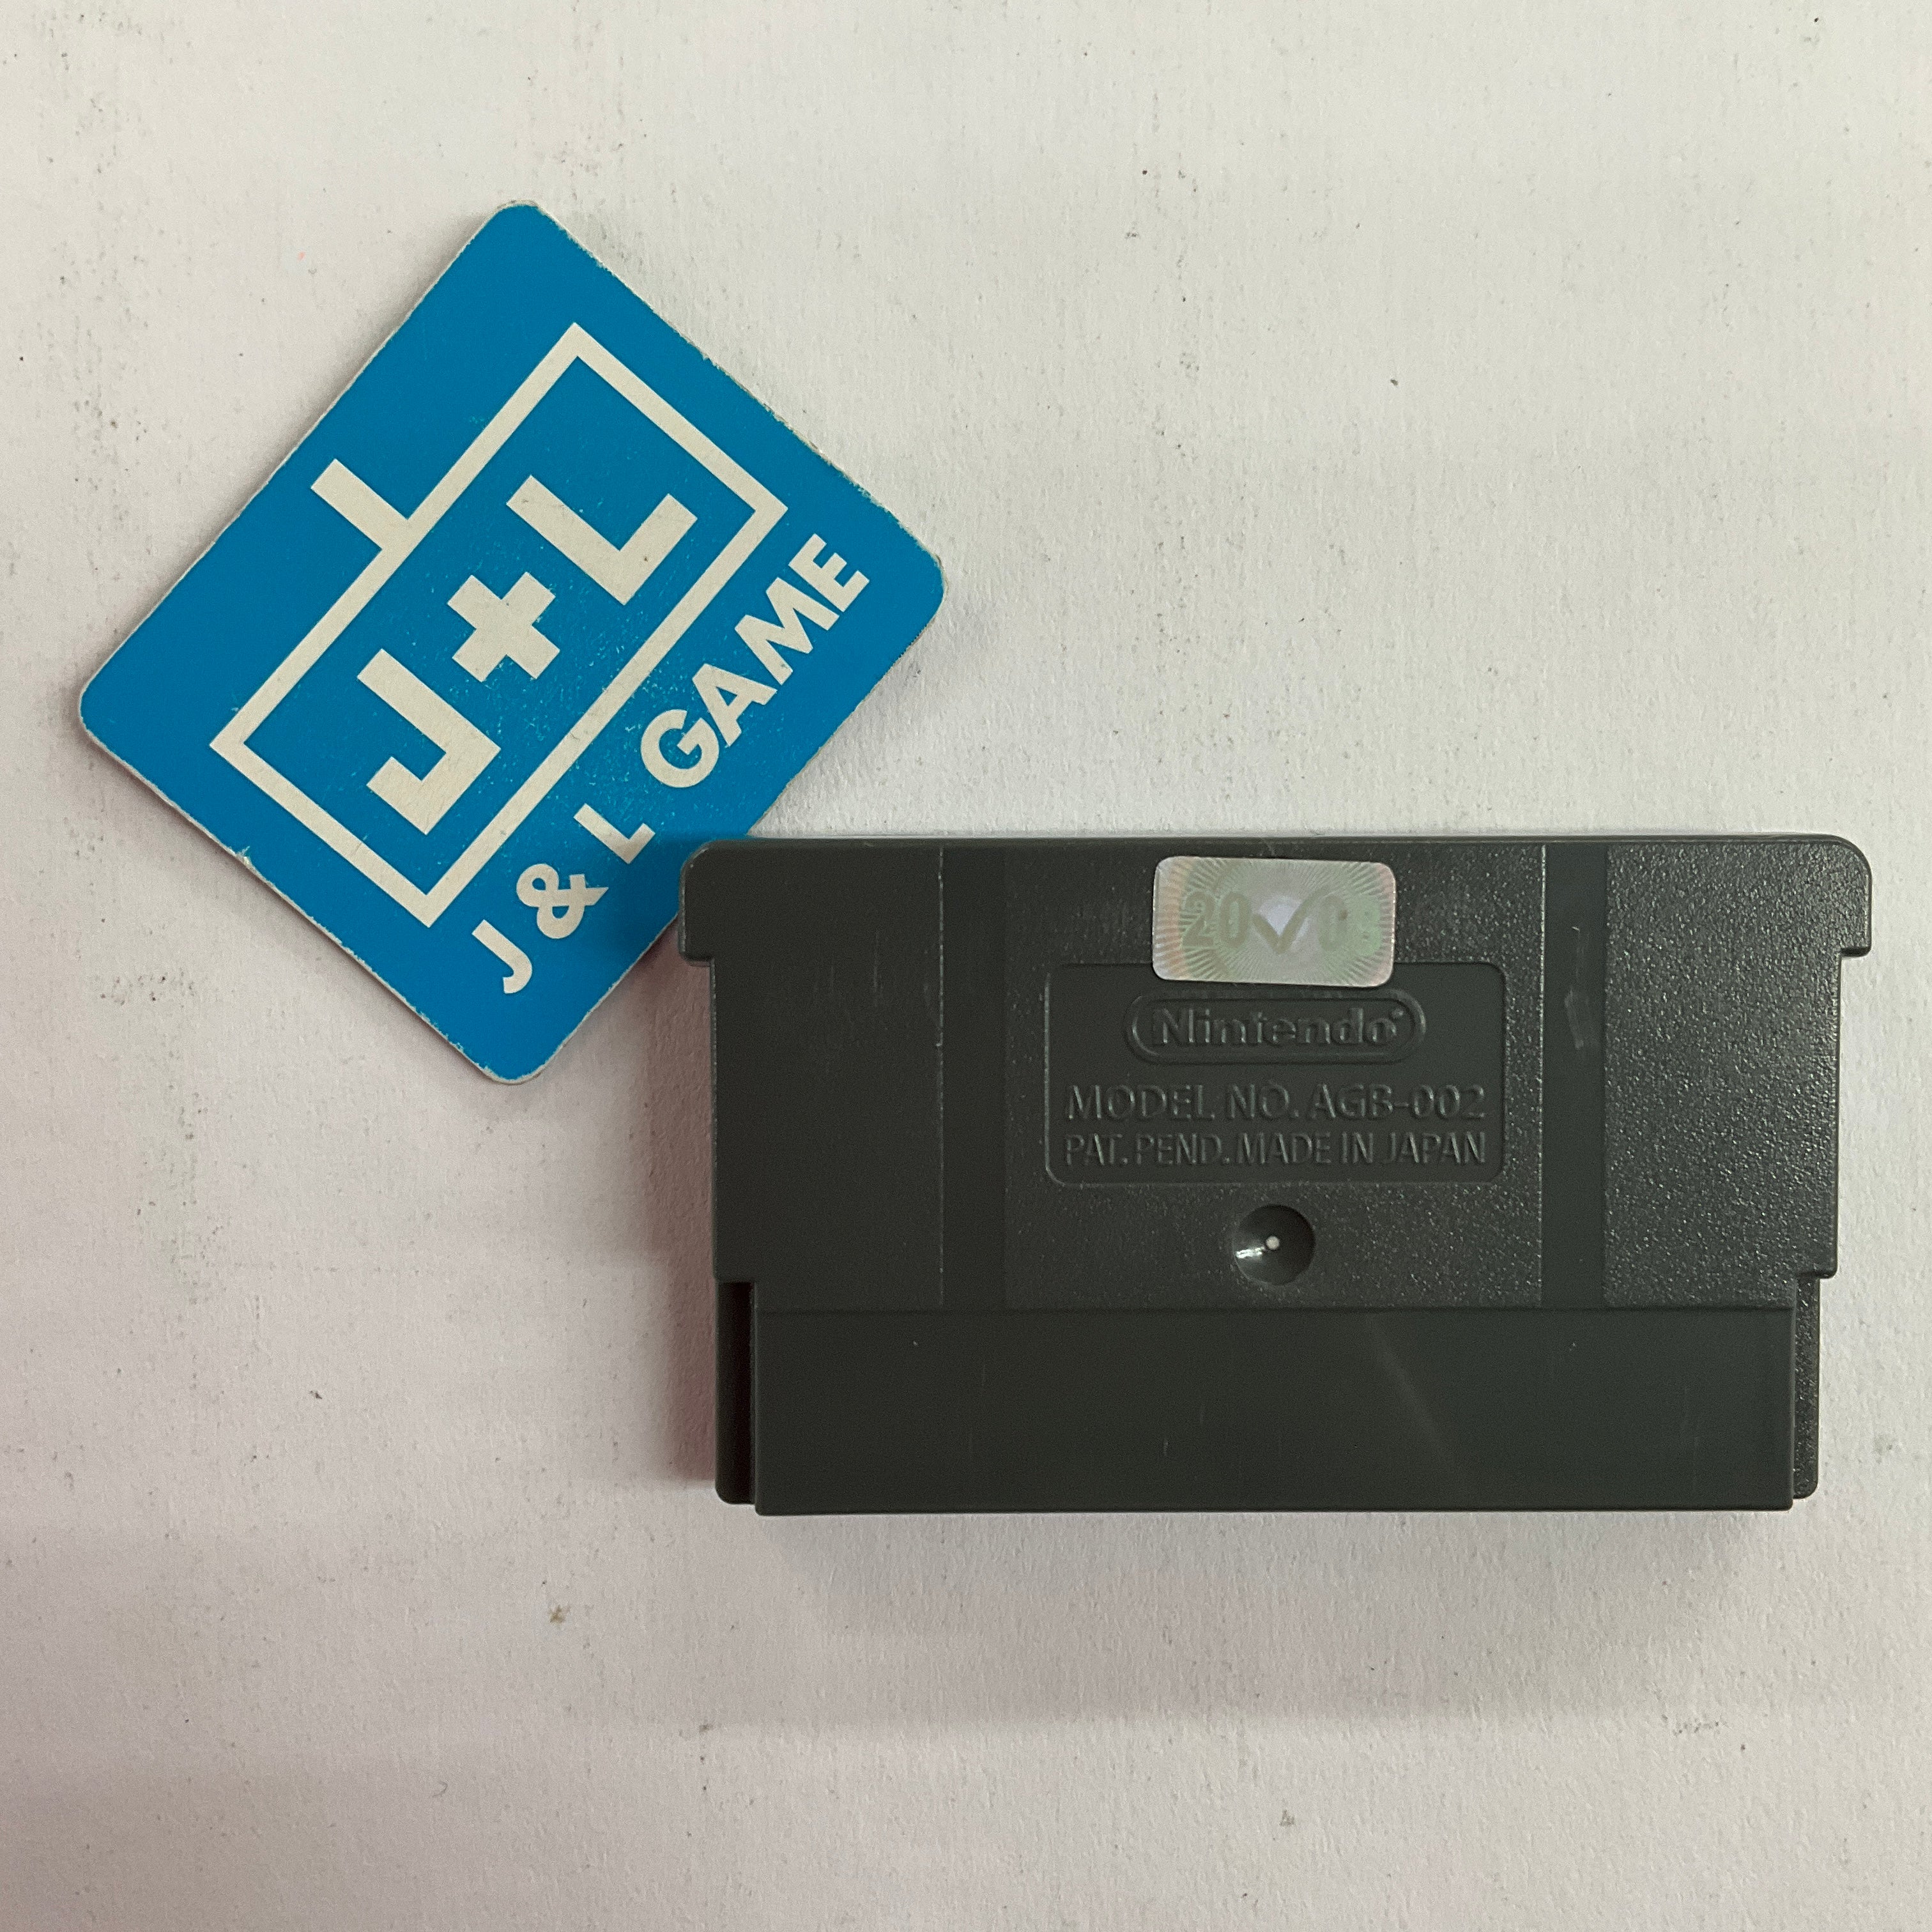 J+L
J & L GAME
20✓08
Nintendo
MODEL NO. AGB-002
PAT. PEND. MADE IN JAPAN